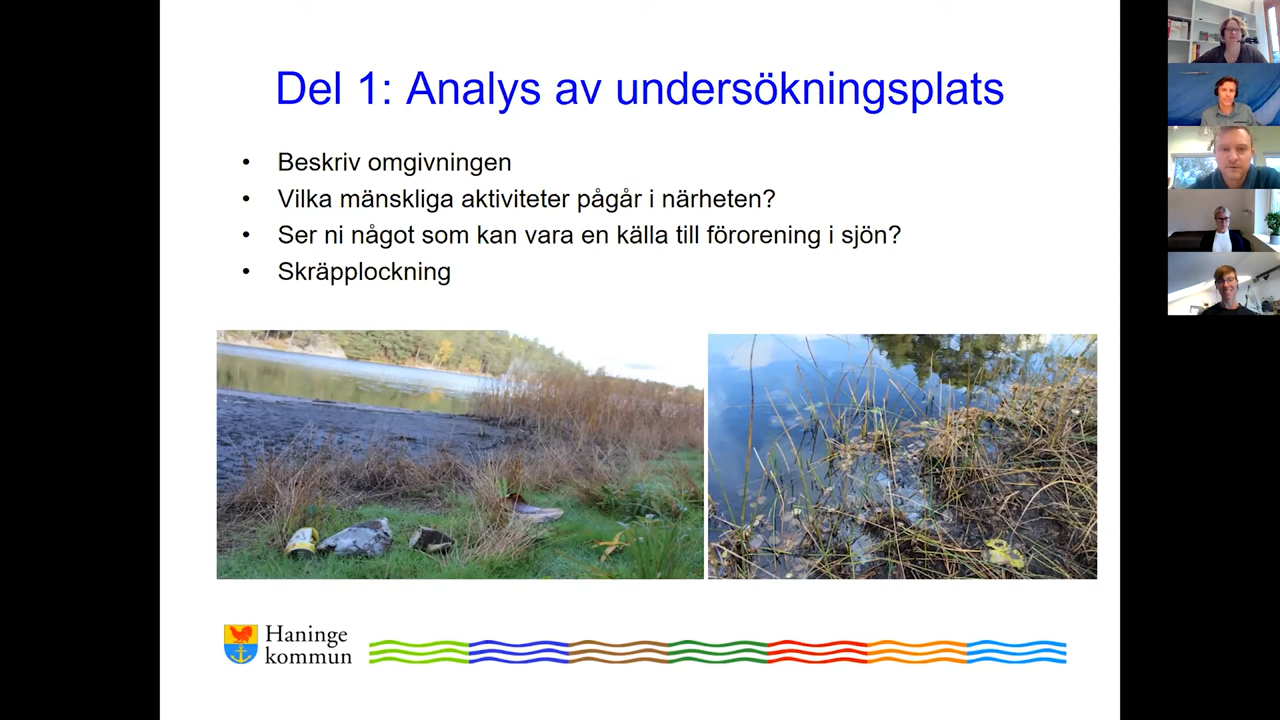 Del 1: Analys av undersökningsplats
• Beskriv omgivningen
• Vilka mänskliga aktiviteter pågår i närheten?
• Ser ni något som kan vara en källa till förorening i sjön?
• Skräpplockning
Haninge
kommun